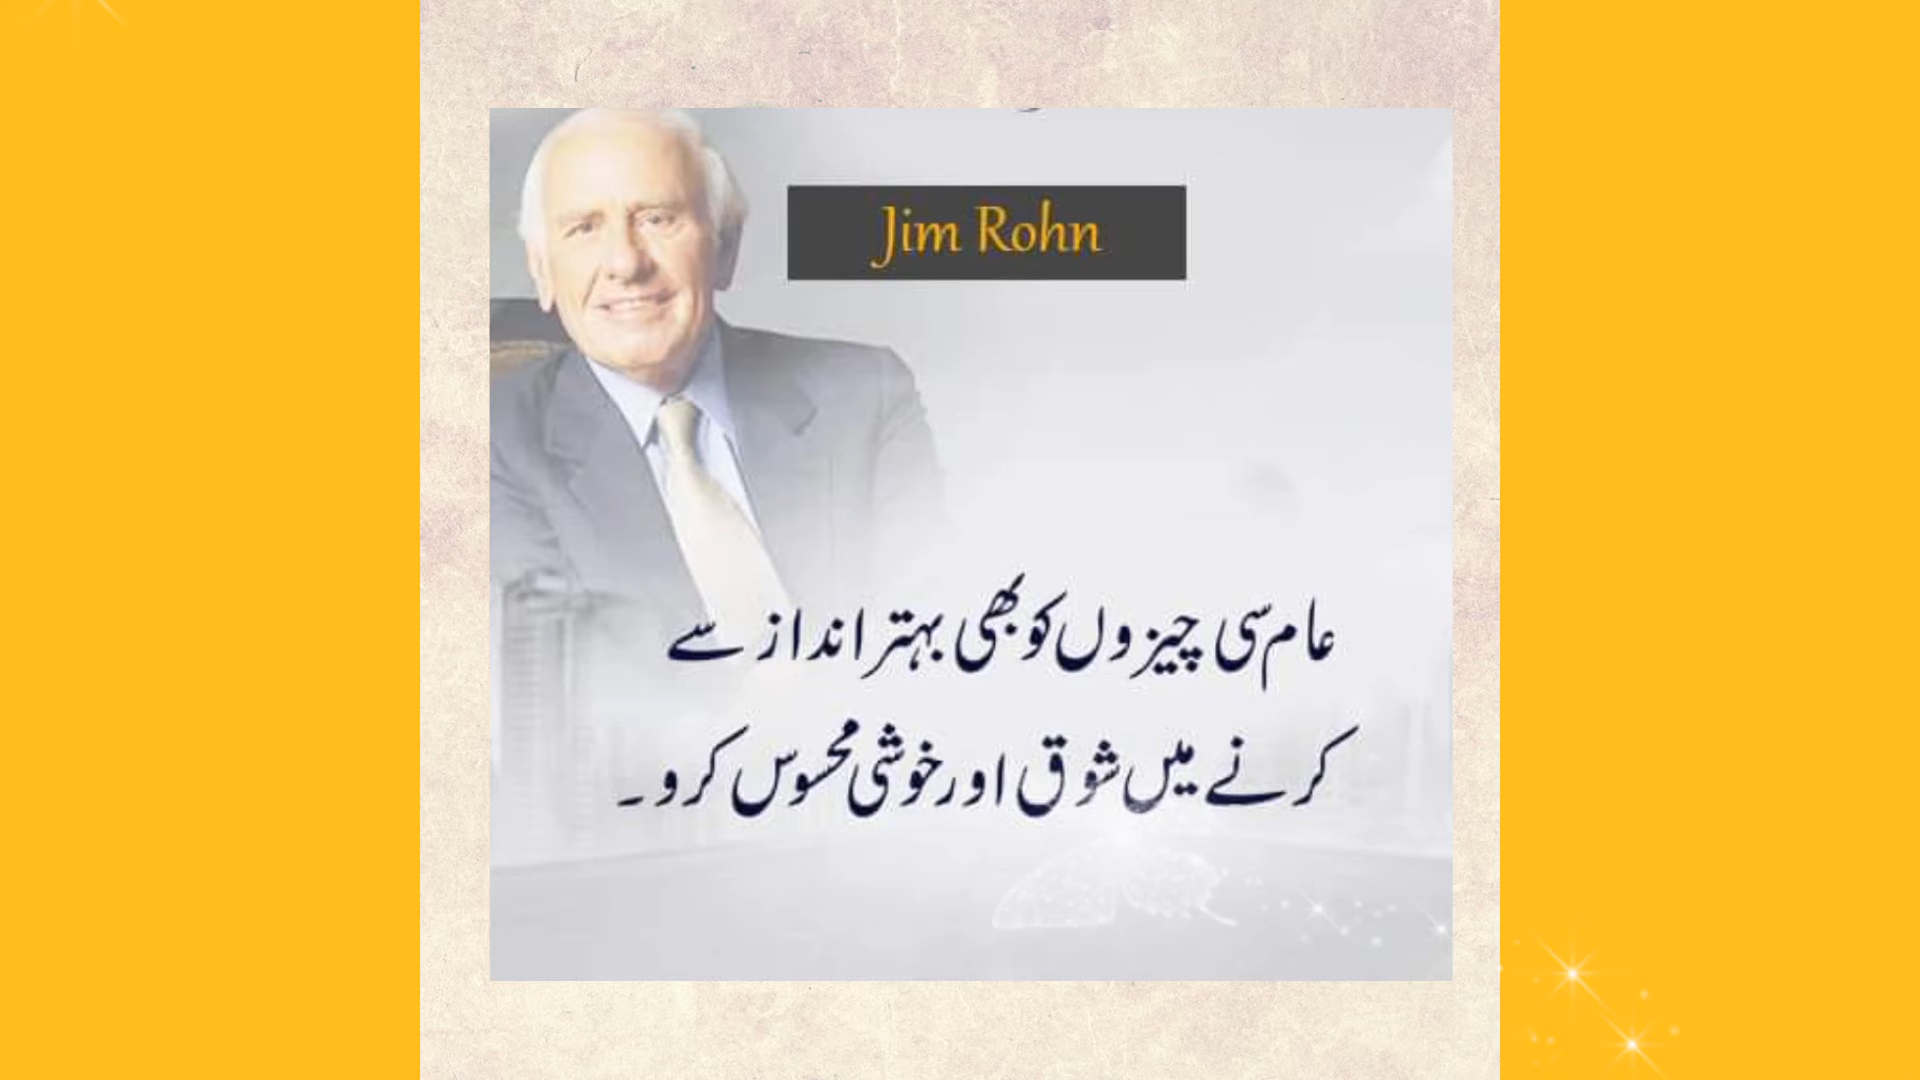 Jim Rohn
عام سی چیزوں کو بھی بہتر انداز سے
کرنے میں شوق اور خوشی محسوس کرو۔